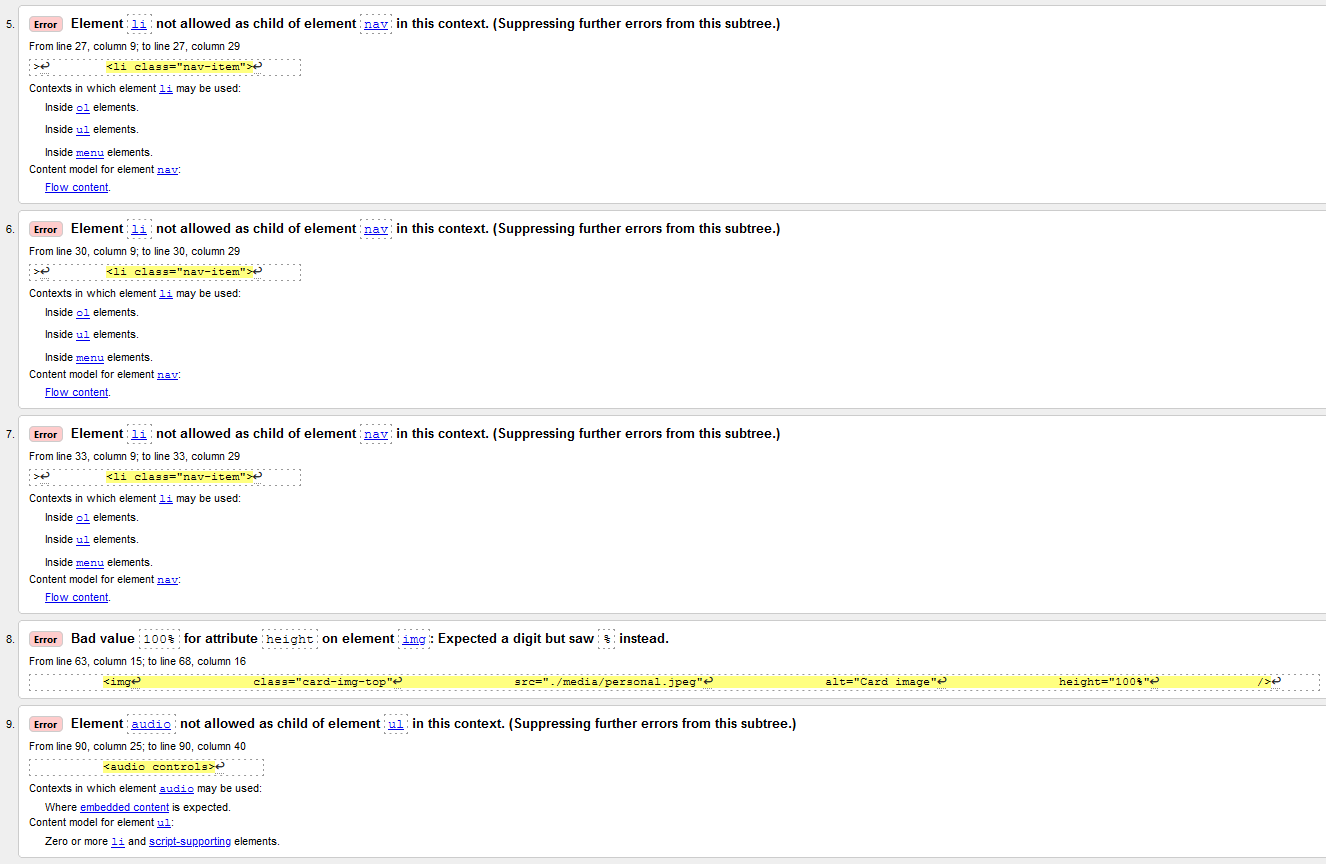 5. Error Element li not allowed as child of element nav in this context. (Suppressing further errors from this subtree.)
From line 27, column 9; to line 27, column 29
>↩ <li class="nav-item">↩
Contexts in which element li may be used:
Inside ol elements.
Inside ul elements.
Inside menu elements.
Content model for element nav:
Flow content.
6. Error Element li not allowed as child of element nav in this context. (Suppressing further errors from this subtree.)
From line 30, column 9; to line 30, column 29
>↩ <li class="nav-item">↩
Contexts in which element li may be used:
Inside ol elements.
Inside ul elements.
Inside menu elements.
Content model for element nav:
Flow content.
7. Error Element li not allowed as child of element nav in this context. (Suppressing further errors from this subtree.)
From line 33, column 9; to line 33, column 29
>↩ <li class="nav-item">↩
Contexts in which element li may be used:
Inside ol elements.
Inside ul elements.
Inside menu elements.
Content model for element nav:
Flow content.
8. Error Bad value 100% for attribute height on element img: Expected a digit but saw % instead.
From line 63, column 15; to line 68, column 16
<img↩ class="card-img-top"↩ src="./media/personal.jpeg"↩ alt="Card image"↩ height="100%"↩ />↩
9. Error Element audio not allowed as child of element ul in this context. (Suppressing further errors from this subtree.)
From line 90, column 25; to line 90, column 40
<audio controls>↩
Contexts in which element audio may be used:
Where embedded content is expected.
Content model for element ul:
Zero or more li and script-supporting elements.